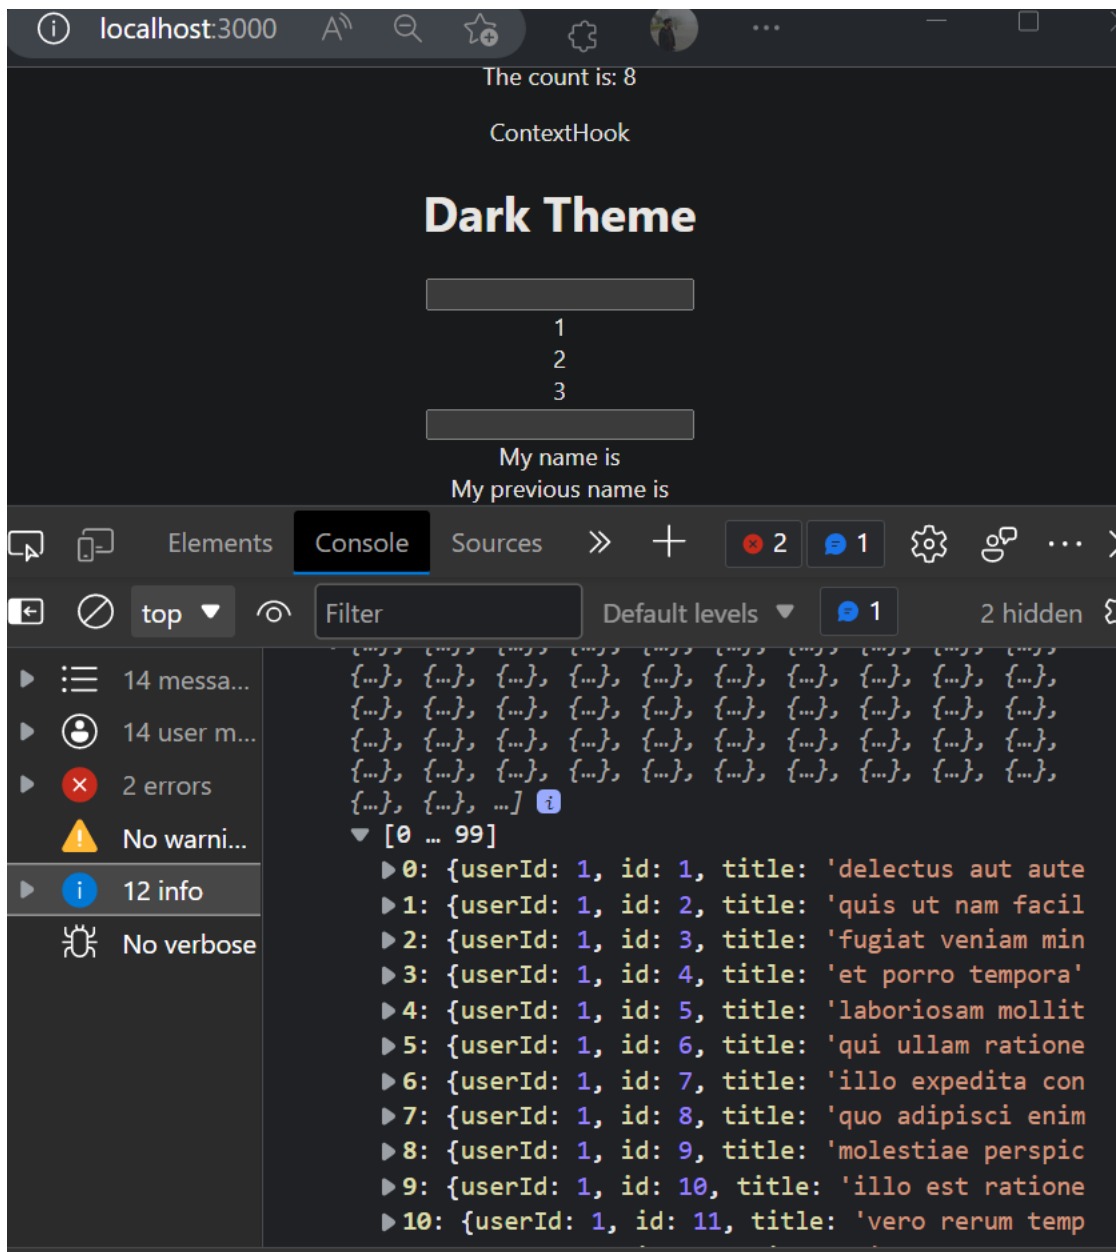 localhost:3000
The count is: 8
ContextHook
Dark Theme
1
2
3
My name is
My previous name is
Elements Console Sources 2 1
top Filter Default levels 1 2 hidden
14 messa...
14 user m...
2 errors
No warni...
12 info
No verbose
{…}, {…}, {…}, {…}, {…}, {…}, {…}, {…}, {…}, {…},
{…}, {…}, {…}, {…}, {…}, {…}, {…}, {…}, {…}, {…},
{…}, {…}, {…}, {…}, {…}, {…}, {…}, {…}, {…}, {…},
{…}, {…}, {…}, {…}, {…}, {…}, {…}, {…}, {…}, {…},
{…}, {…}, …]
[0 … 99]
0: {userId: 1, id: 1, title: 'delectus aut aute
1: {userId: 1, id: 2, title: 'quis ut nam facil
2: {userId: 1, id: 3, title: 'fugiat veniam min
3: {userId: 1, id: 4, title: 'et porro tempora'
4: {userId: 1, id: 5, title: 'laboriosam mollit
5: {userId: 1, id: 6, title: 'qui ullam ratione
6: {userId: 1, id: 7, title: 'illo expedita con
7: {userId: 1, id: 8, title: 'quo adipisci enim
8: {userId: 1, id: 9, title: 'molestiae perspic
9: {userId: 1, id: 10, title: 'illo est ratione
10: {userId: 1, id: 11, title: 'vero rerum temp